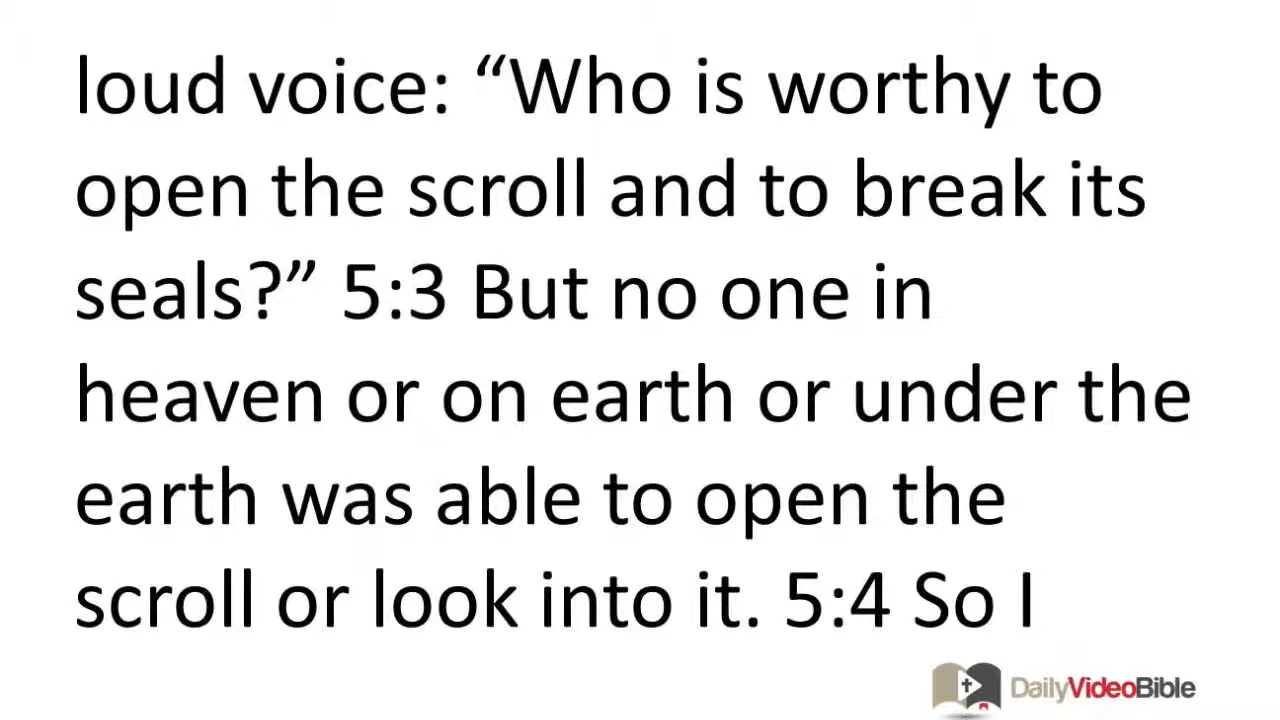 loud voice: “Who is worthy to
open the scroll and to break its
seals?” 5:3 But no one in
heaven or on earth or under the
earth was able to open the
scroll or look into it. 5:4 So I
DailyVideoBible